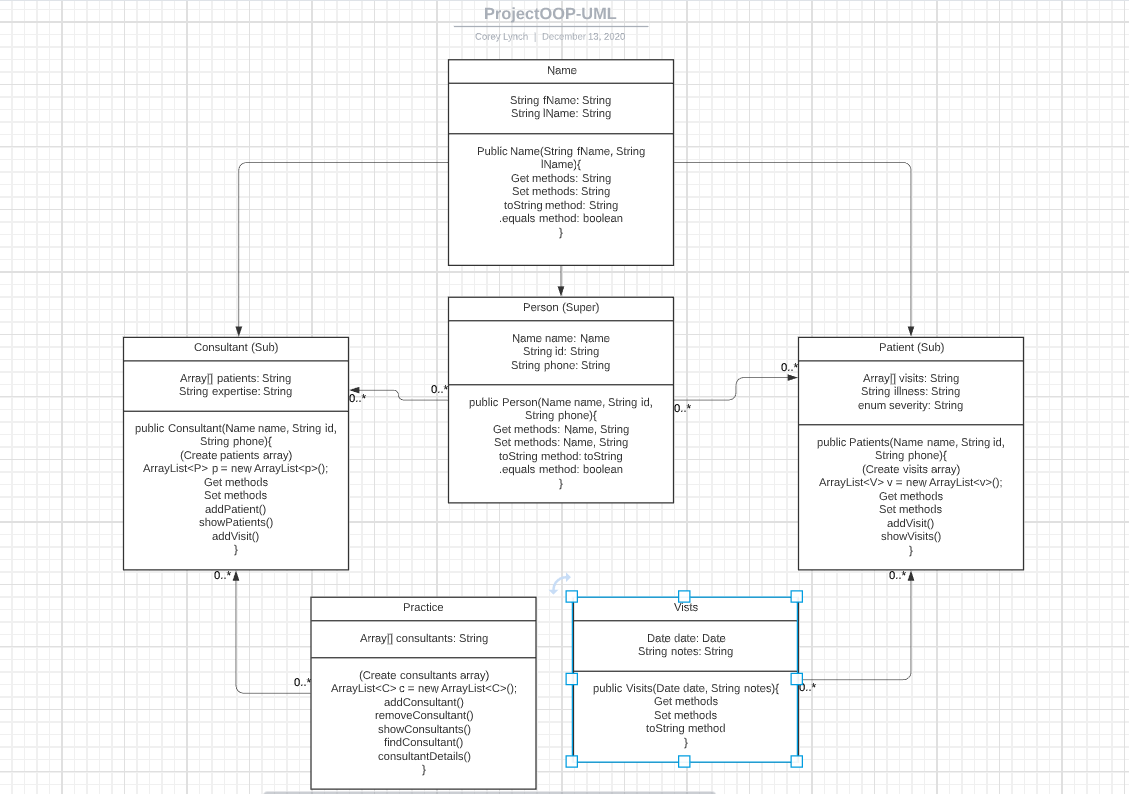 ProjectOOP-UML
Corey Lynch | December 13, 2020
Name
String fName: String
String lName: String
Public Name(String fName, String
lName){
Get methods: String
Set methods: String
toString method: String
.equals method: boolean
}
Person (Super)
Name name: Name
String id: String
String phone: String
public Person(Name name, String id,
String phone){
Get methods: Name, String
Set methods: Name, String
toString method: toString
.equals method: boolean
}
Consultant (Sub)
Array[] patients: String
String expertise: String
public Consultant(Name name, String id,
String phone){
(Create patients array)
ArrayList<P> p = new ArrayList<p>();
Get methods
Set methods
addPatient()
showPatients()
addVisit()
}
0..*
0..*
0..*
0..*
Patient (Sub)
Array[] visits: String
String illness: String
enum severity: String
public Patients(Name name, String id,
String phone){
(Create visits array)
ArrayList<V> v = new ArrayList<v>();
Get methods
Set methods
addVisit()
showVisits()
}
0..*
0..*
Practice
Array[] consultants: String
(Create consultants array)
ArrayList<C> c = new ArrayList<C>();
addConsultant()
removeConsultant()
showConsultants()
findConsultant()
consultantDetails()
}
0..*
Vists
Date date: Date
String notes: String
public Visits(Date date, String notes){
Get methods
Set methods
toString method
}
0..*